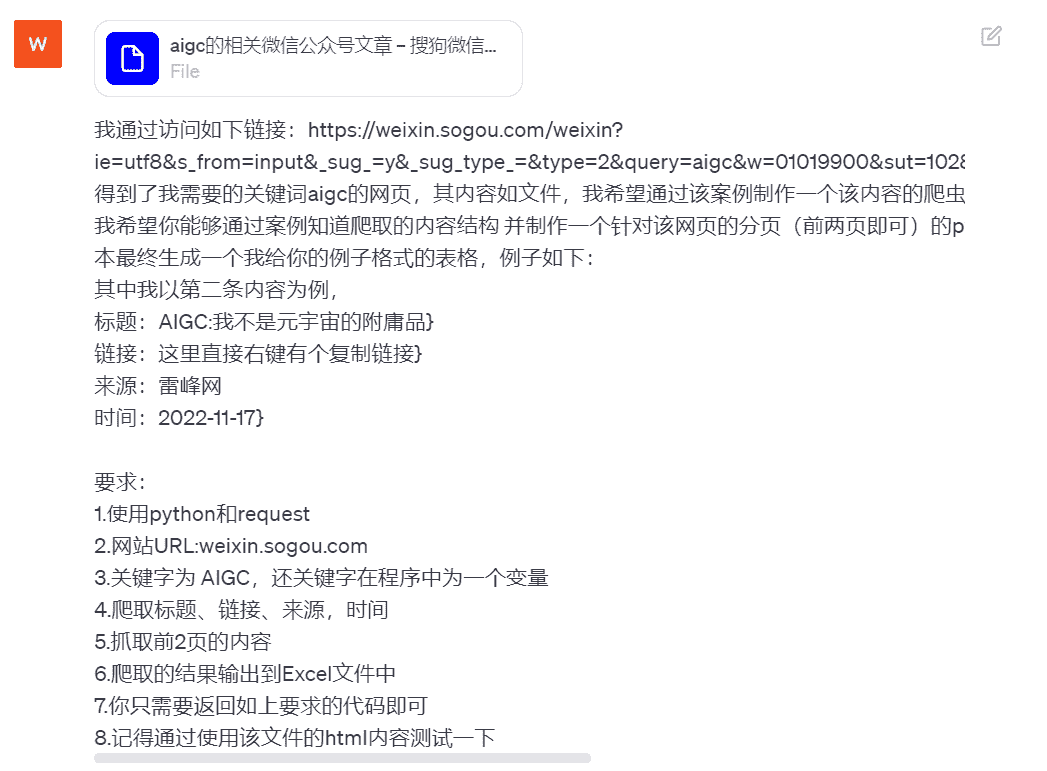 W
aigc的相关微信公众号文章 – 搜狗微信...
File
我通过访问如下链接：https://weixin.sogou.com/weixin?
ie=utf8&s_from=input&_sug_=y&_sug_type_=&type=2&query=aigc&w=01019900&sut=1028
得到了我需要的关键词aigc的网页，其内容如文件，我希望通过该案例制作一个该内容的爬虫
我希望你能够通过案例知道爬取的内容结构 并制作一个针对该网页的分页（前两页即可）的p
本最终生成一个我给你的例子格式的表格，例子如下：
其中我以第二条内容为例，
标题：AIGC:我不是元宇宙的附庸品}
链接：这里直接右键有个复制链接}
来源：雷峰网
时间：2022-11-17}
要求：
1.使用python和request
2.网站URL:weixin.sogou.com
3.关键字为 AIGC，还关键字在程序中为一个变量
4.爬取标题、链接、来源，时间
5.抓取前2页的内容
6.爬取的结果输出到Excel文件中
7.你只需要返回如上要求的代码即可
8.记得通过使用该文件的html内容测试一下